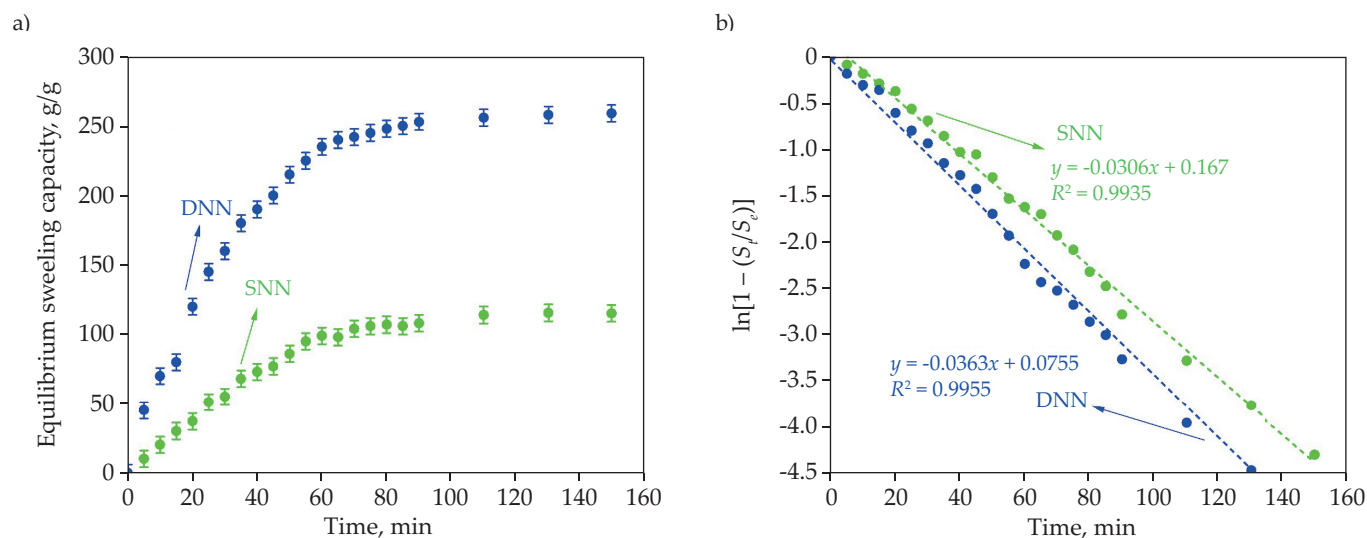 a)
300
250
200
150
100
50
0
Equilibrium sweeling capacity, g/g
DNN
SNN
0 20 40 60 80 100 120 140 160
Time, min
b)
0
-0.5
-1.0
-1.5
-2.0
-2.5
-3.0
-3.5
-4.0
-4.5
ln[1 – (Sₜ/Sₑ)]
SNN
y = -0.0306x + 0.167
R² = 0.9935
y = -0.0363x + 0.0755
R² = 0.9955
DNN
0 20 40 60 80 100 120 140 160
Time, min